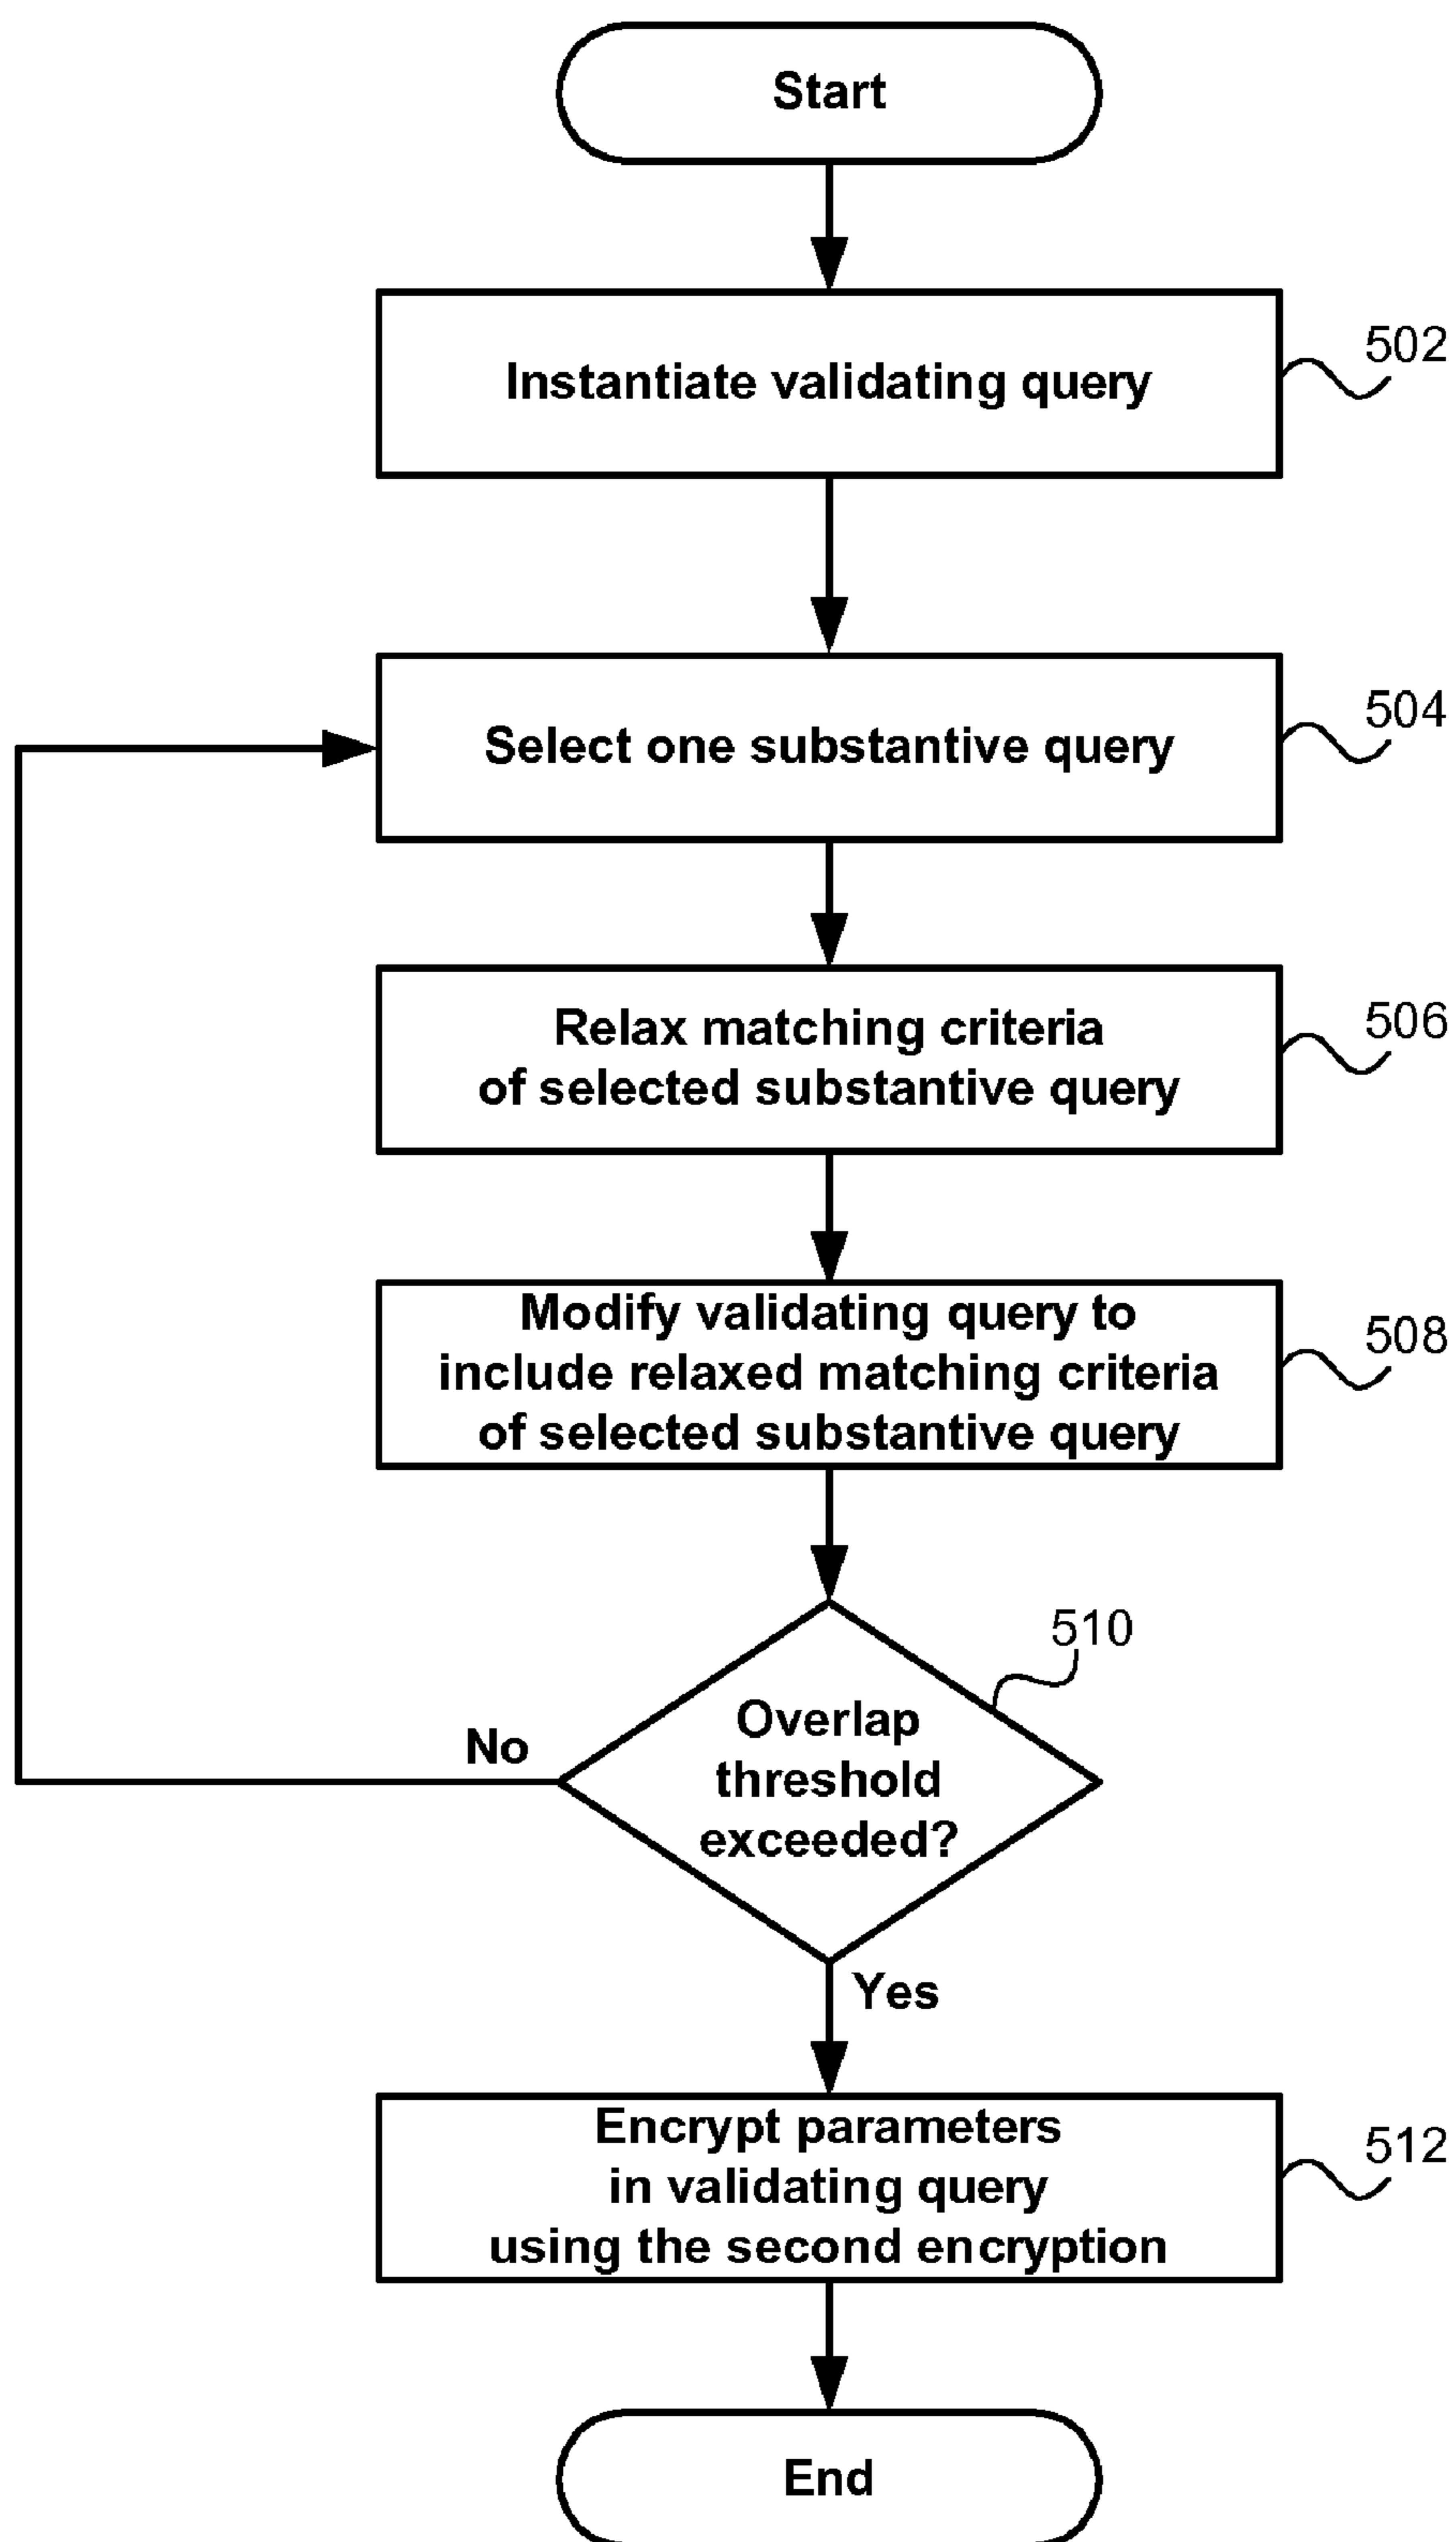 Start
Instantiate validating query
502
Select one substantive query
504
Relax matching criteria
of selected substantive query
506
Modify validating query to
include relaxed matching criteria
of selected substantive query
508
510
Overlap
threshold
exceeded?
No
Yes
Encrypt parameters
in validating query
using the second encryption
512
End